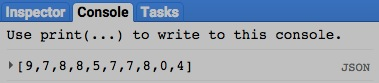 Inspector Console Tasks
Use print(...) to write to this console.
[9,7,8,8,5,7,7,8,0,4] JSON